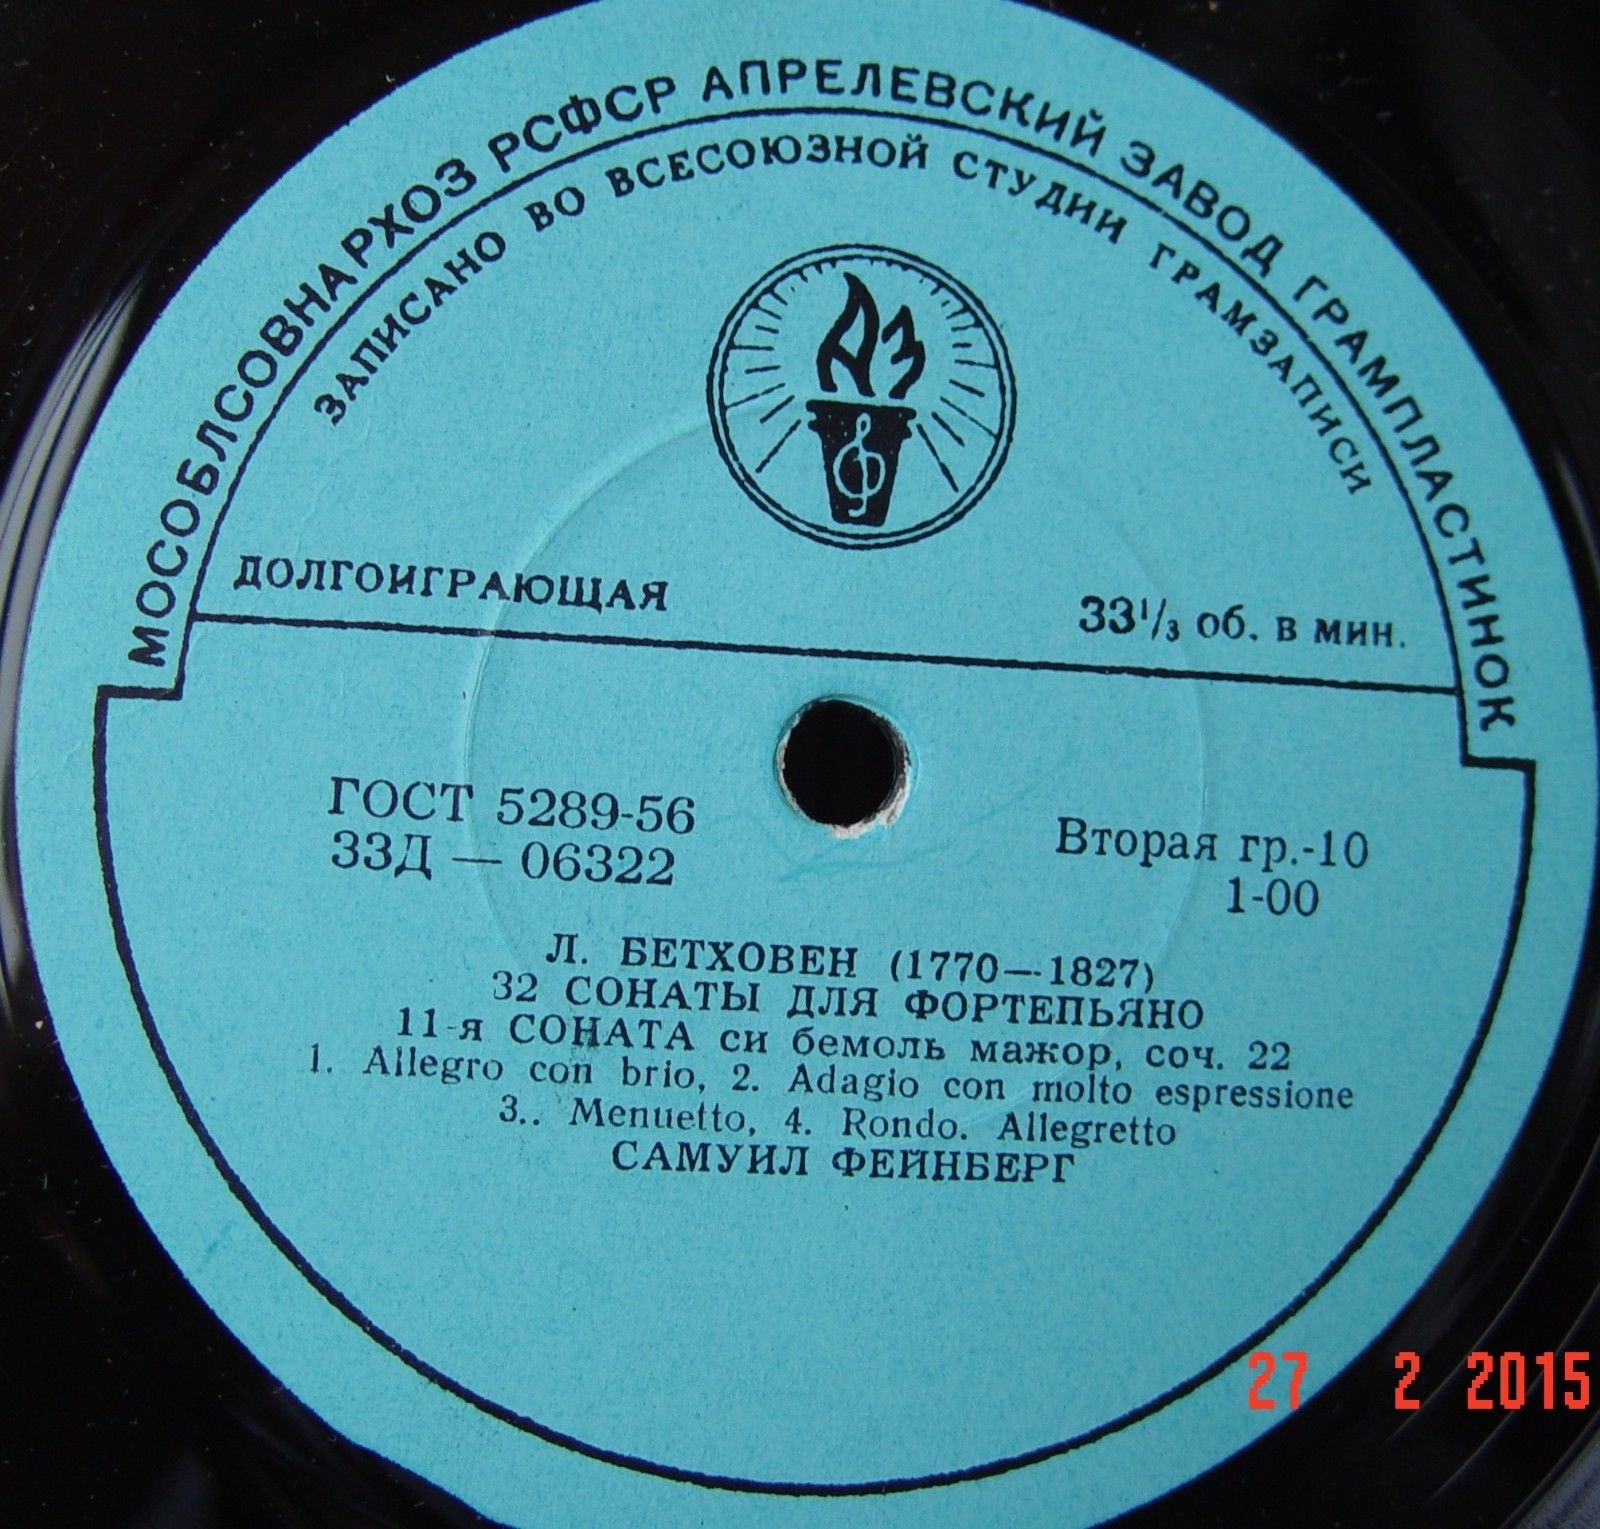 МОСОБЛСОВНАРХОЗ РСФСР АПРЕЛЕВСКИЙ ЗАВОД ГРАМПЛАСТИНОК
ЗАПИСАНО ВО ВСЕСОЮЗНОЙ СТУДИИ ГРАМЗАПИСИ
АЗ
ДОЛГОИГРАЮЩАЯ
33⅓ об. в мин.
ГОСТ 5289-56
33Д — 06322
Вторая гр.-10
1-00
Л. БЕТХОВЕН (1770—1827)
32 СОНАТЫ ДЛЯ ФОРТЕПЬЯНО
11-я СОНАТА си бемоль мажор, соч. 22
1. Allegro con brio, 2. Adagio con molto espressione
3.. Menuetto, 4. Rondo. Allegretto
САМУИЛ ФЕЙНБЕРГ
27 2 2015